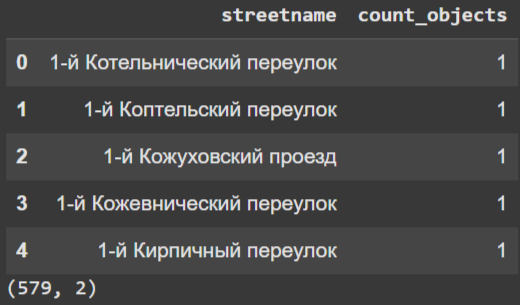 streetname count_objects
0 1-й Котельнический переулок 1
1 1-й Коптельский переулок 1
2 1-й Кожуховский проезд 1
3 1-й Кожевнический переулок 1
4 1-й Кирпичный переулок 1
(579, 2)